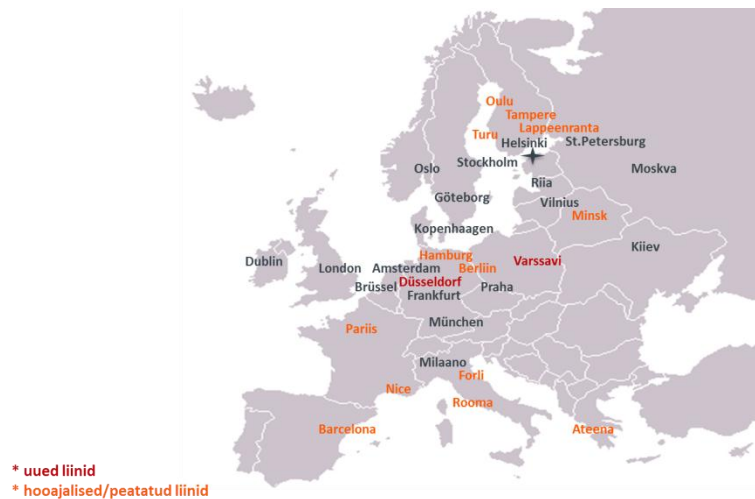 Oulu
Tampere
Turu
Lappeenranta
Helsinki
St.Petersburg
Stockholm
Oslo
Moskva
Riia
Göteborg
Vilnius
Minsk
Kopenhaagen
Kiiev
Dublin
London
Amsterdam
Hamburg
Berliin
Varssavi
Brüssel
Düsseldorf
Praha
Frankfurt
Pariis
München
Milaano
Forli
Nice
Rooma
Barcelona
Ateena
* uued liinid
* hooajalised/peatatud liinid